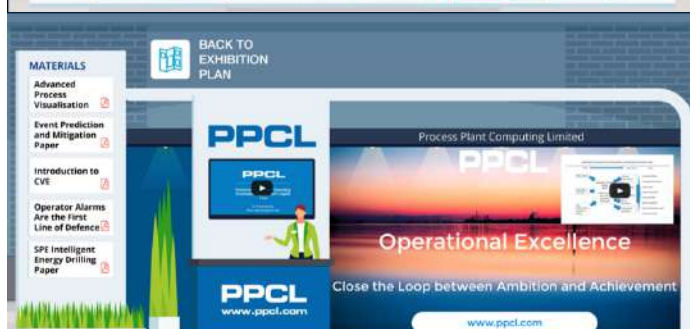 BACK TO
EXHIBITION
PLAN
MATERIALS
Advanced
Process
Visualisation
Event Prediction
and Mitigation
Paper
Introduction to
CVE
Operator Alarms
Are the First
Line of Defence
SPE Intelligent
Energy Drilling
Paper
PPCL
PPCL
PPCL
www.ppcl.com
Process Plant Computing Limited
PPCL
Operational Excellence
Close the Loop between Ambition and Achievement
www.ppcl.com